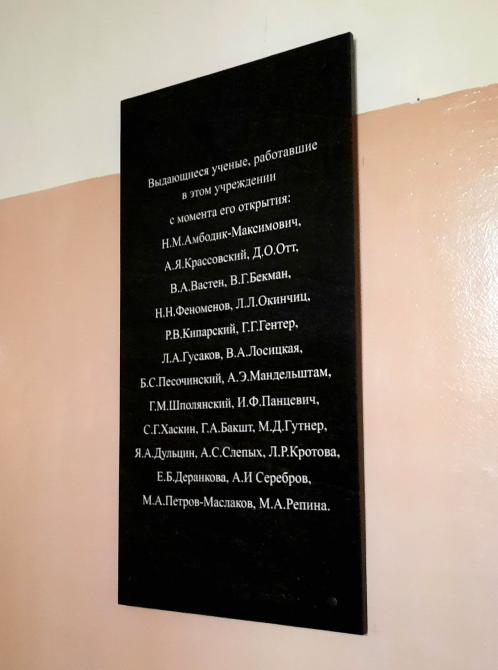 Выдающиеся ученые, работавшие
в этом учреждении
с момента его открытия:
Н.М.Амбодик-Максимович,
А.Я.Крассовский, Д.О.Отт,
В.А.Вастен, В.Г.Бекман,
Н.Н.Феноменов, Л.Л.Окинчиц,
Р.В.Кипарский, Г.Г.Гентер,
Л.А.Гусаков, В.А.Лосицкая,
Б.С.Песочинский, А.Э.Мандельштам,
Г.М.Шполянский, И.Ф.Панцевич,
С.Г.Хаскин, Г.А.Бакшт, М.Д.Гутнер,
Я.А.Дульцин, А.С.Слепых, Л.Р.Кротова,
Е.Б.Деранкова, А.И Серебров,
М.А.Петров-Маслаков, М.А.Репина.